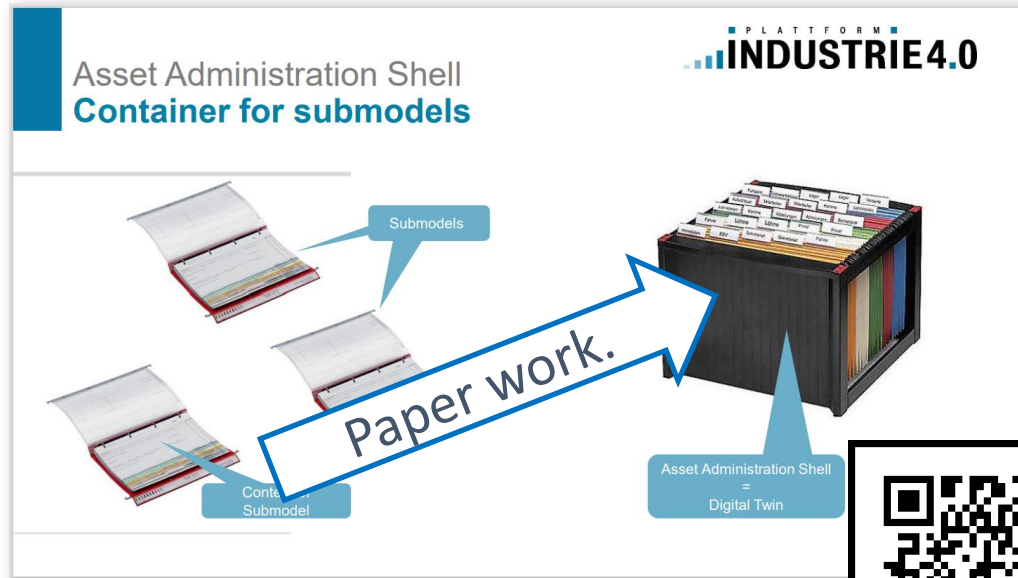 PLATTFORM
INDUSTRIE4.0
Asset Administration Shell
Container for submodels
Submodels
Paper work.
Submodel
Asset Administration Shell
=
Digital Twin